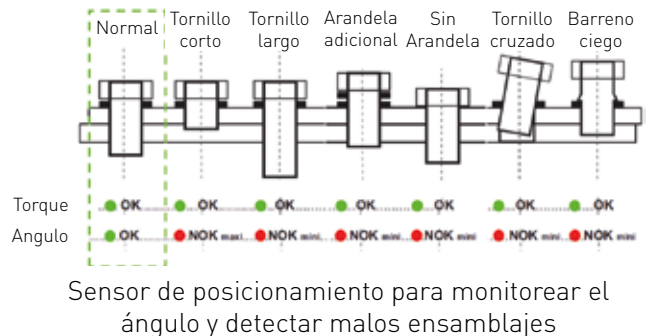 Normal
Tornillo corto
Tornillo largo
Arandela adicional
Sin Arandela
Tornillo cruzado
Barreno ciego
Torque OK OK OK OK OK OK OK
Angulo OK NOK maxi. NOK mini. NOK mini. NOK mini NOK mini. NOK mini
Sensor de posicionamiento para monitorear el
ángulo y detectar malos ensamblajes